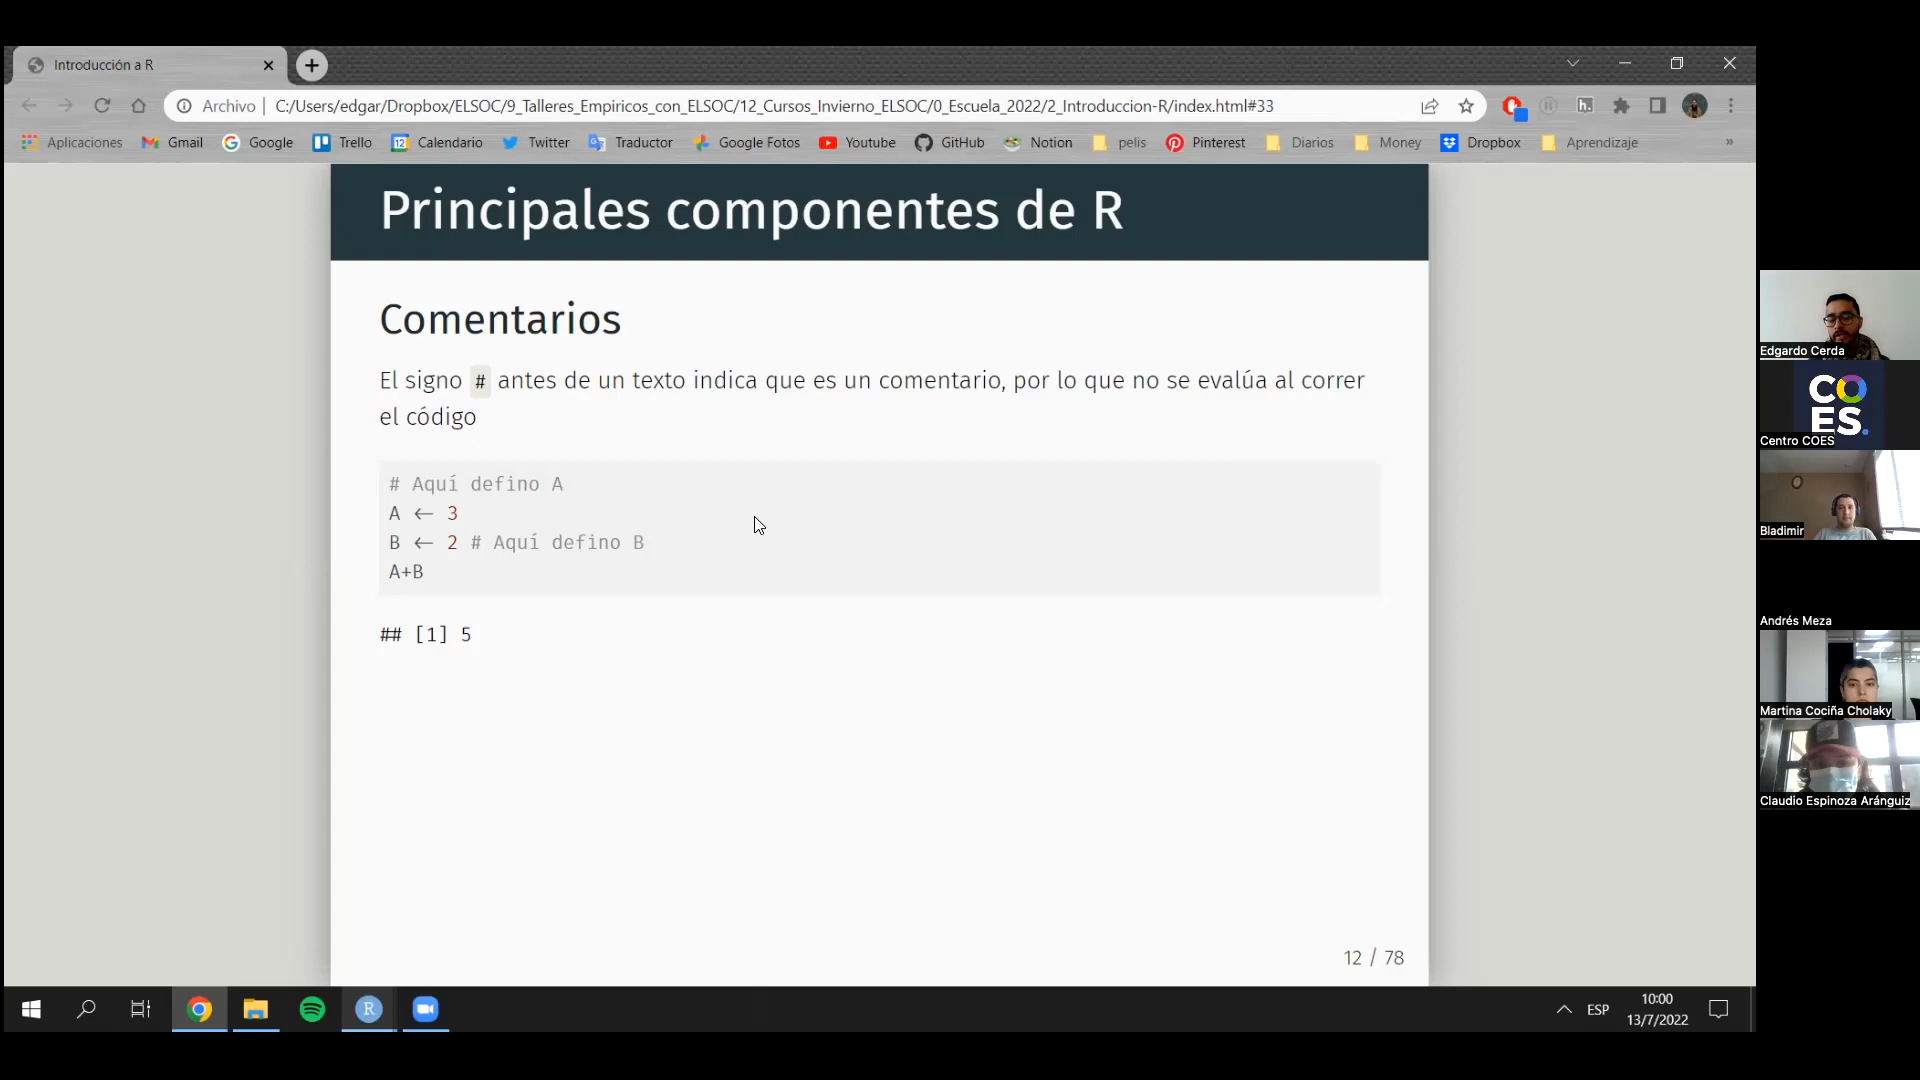 Introducción a R
Archivo | C:/Users/edgar/Dropbox/ELSOC/9_Talleres_Empiricos_con_ELSOC/12_Cursos_Invierno_ELSOC/0_Escuela_2022/2_Introduccion-R/index.html#33
Aplicaciones Gmail Google Trello Calendario Twitter Traductor Google Fotos Youtube GitHub Notion pelis Pinterest Diarios Money Dropbox Aprendizaje »
Principales componentes de R
Comentarios
El signo # antes de un texto indica que es un comentario, por lo que no se evalúa al correr
el código
# Aquí defino A
A ← 3
B ← 2 # Aquí defino B
A+B
## [1] 5
12 / 78
Edgardo Cerda
COES.
Centro COES
Bladimir
Andrés Meza
Martina Cociña Cholaky
Claudio Espinoza Aránguiz
ESP
10:00
13/7/2022